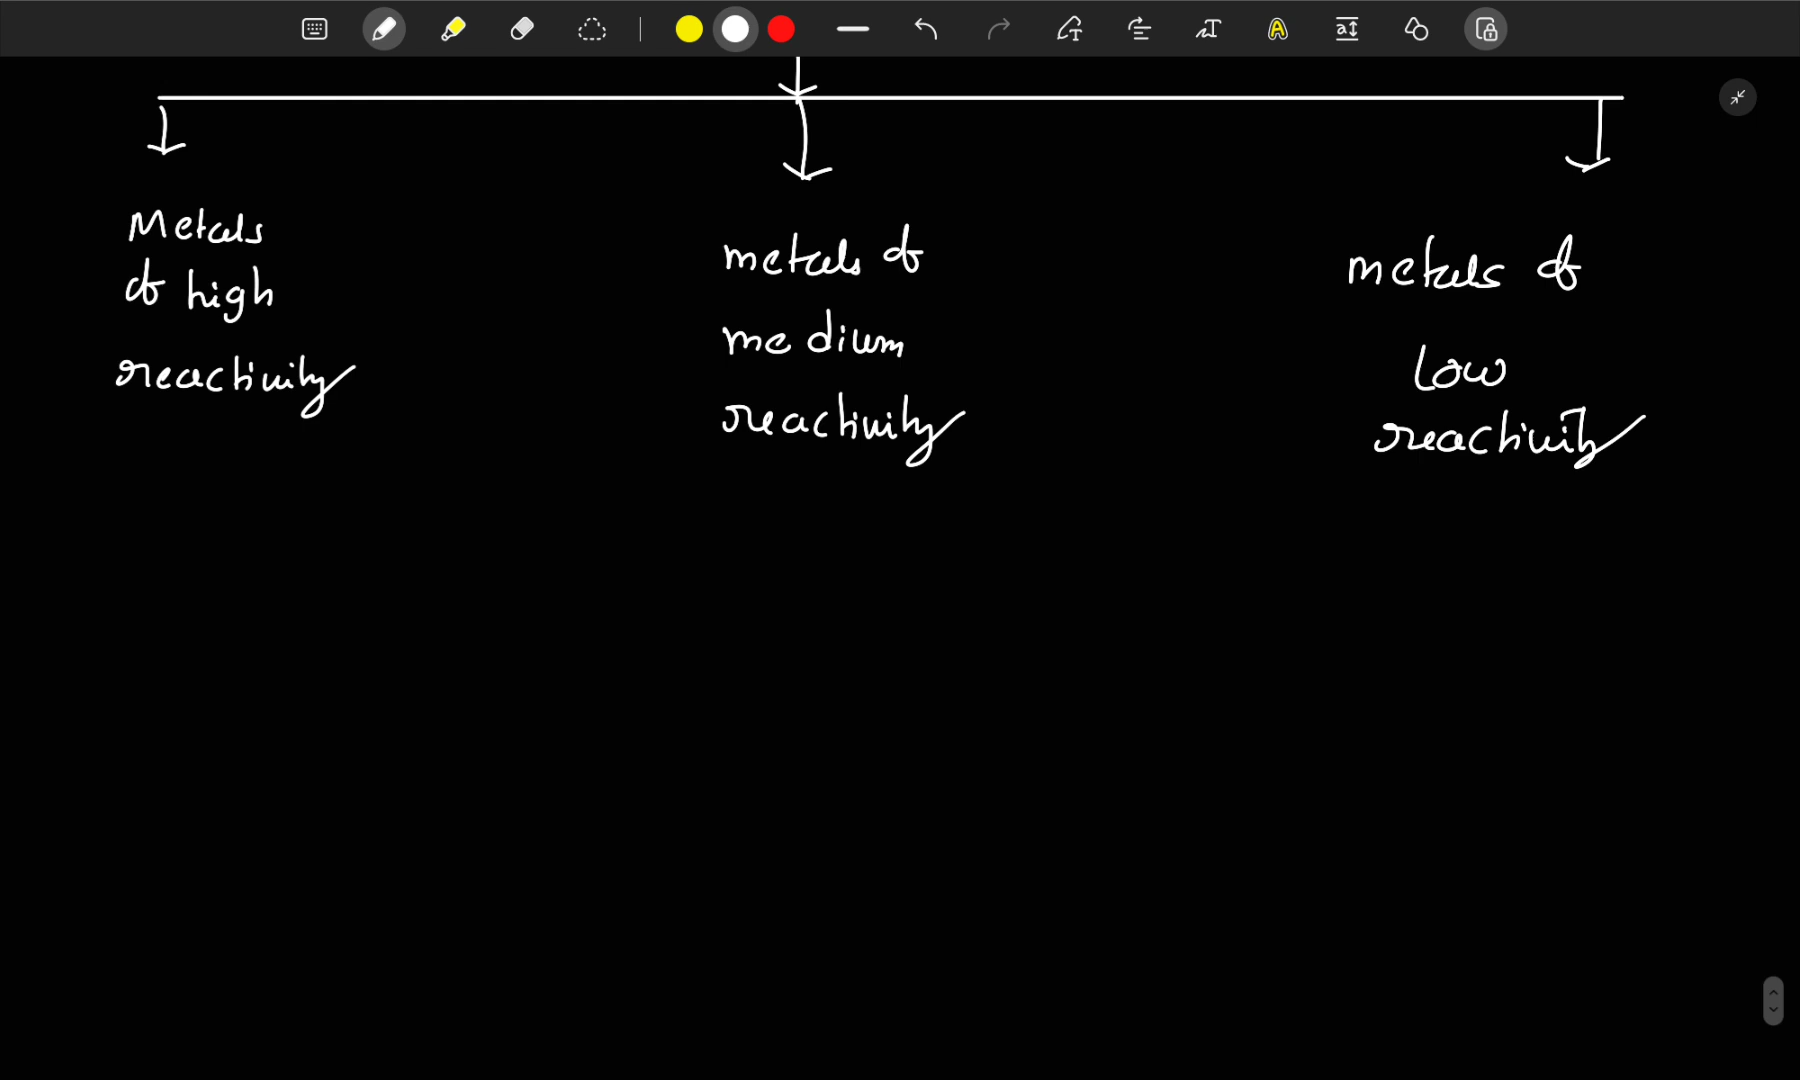 Metals
of high
reactivity
metals of
medium
reactivity
metals of
low
reactivity